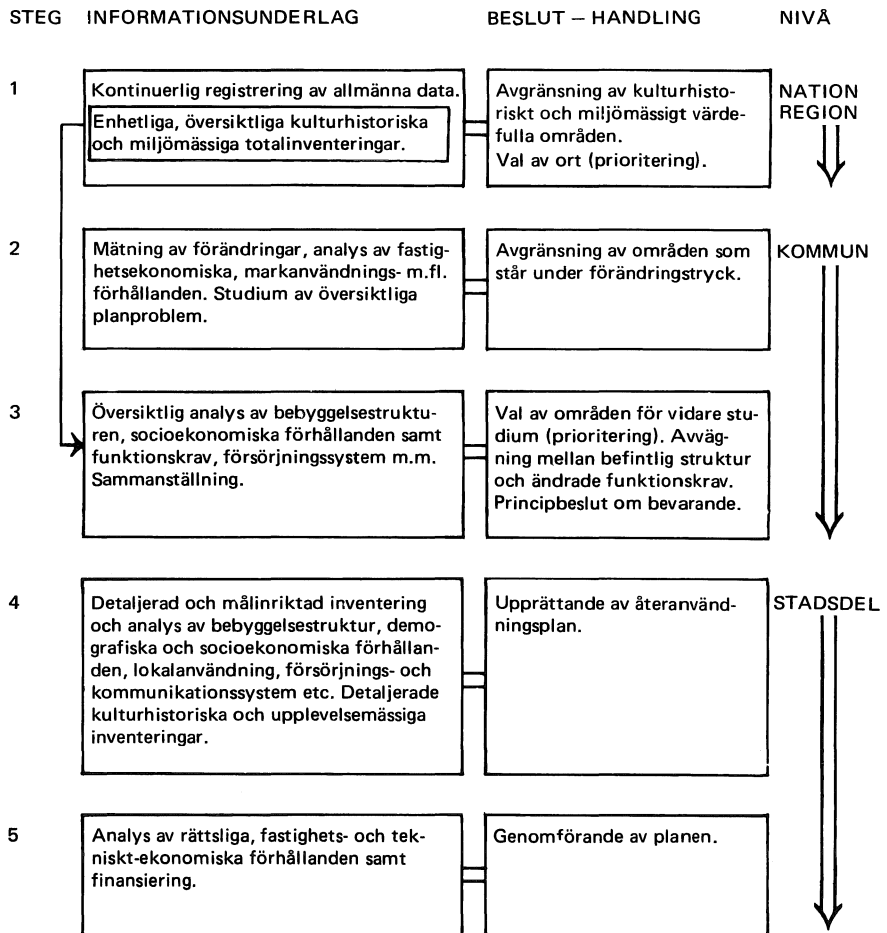 STEG INFORMATIONSUNDERLAG BESLUT – HANDLING NIVÅ
1
Kontinuerlig registrering av allmänna data.
Enhetliga, översiktliga kulturhistoriska
och miljömässiga totalinventeringar.
Avgränsning av kulturhisto-
riskt och miljömässigt värde-
fulla områden.
Val av ort (prioritering).
NATION
REGION
2
Mätning av förändringar, analys av fastig-
hetsekonomiska, markanvändnings- m.fl.
förhållanden. Studium av översiktliga
planproblem.
Avgränsning av områden som
står under förändringstryck.
KOMMUN
3
Översiktlig analys av bebyggelsestruktu-
ren, socioekonomiska förhållanden samt
funktionskrav, försörjningssystem m.m.
Sammanställning.
Val av områden för vidare stu-
dium (prioritering). Avväg-
ning mellan befintlig struktur
och ändrade funktionskrav.
Principbeslut om bevarande.
4
Detaljerad och målinriktad inventering
och analys av bebyggelsestruktur, demo-
grafiska och socioekonomiska förhållan-
den, lokalanvändning, försörjnings- och
kommunikationssystem etc. Detaljerade
kulturhistoriska och upplevelsemässiga
inventeringar.
Upprättande av återanvänd-
ningsplan.
STADSDEL
5
Analys av rättsliga, fastighets- och tek-
niskt-ekonomiska förhållanden samt
finansiering.
Genomförande av planen.